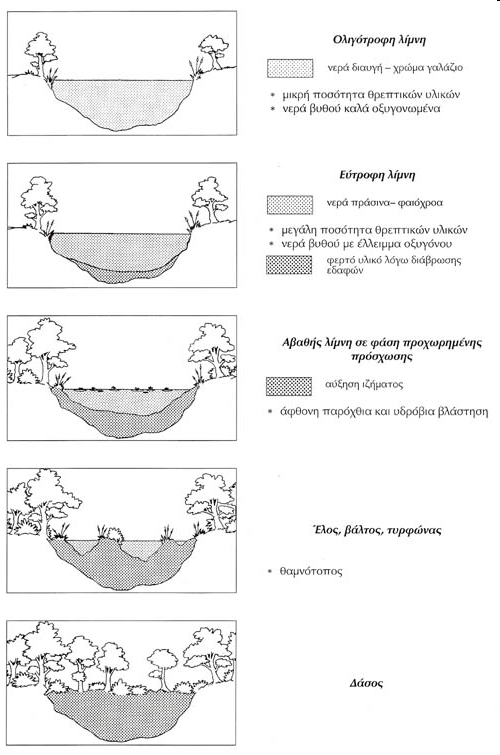 Ολιγότροφη λίμνη
νερά διαυγή – χρώμα γαλάζιο
* μικρή ποσότητα θρεπτικών υλικών
* νερά βυθού καλά οξυγονωμένα
Εύτροφη λίμνη
νερά πράσινα– φαιόχροα
* μεγάλη ποσότητα θρεπτικών υλικών
* νερά βυθού με έλλειμμα οξυγόνου
φερτό υλικό λόγω διάβρωσης
εδαφών
Αβαθής λίμνη σε φάση προχωρημένης
πρόσχωσης
αύξηση ιζήματος
* άφθονη παρόχθια και υδρόβια βλάστηση
Έλος, βάλτος, τυρφώνας
* θαμνότοπος
Δάσος